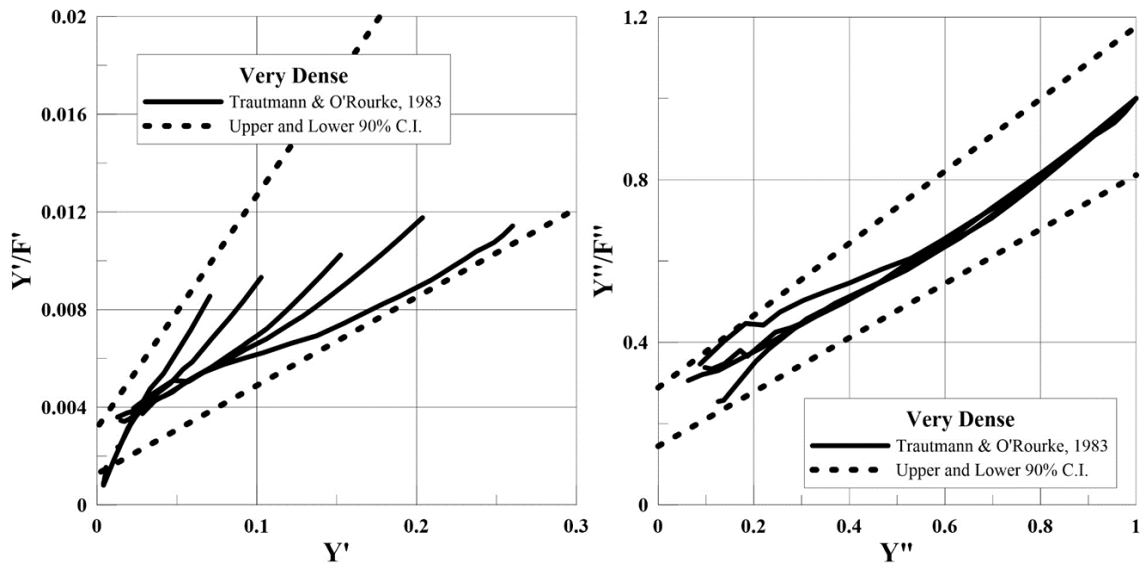 0.02
Very Dense
Trautmann & O'Rourke, 1983
Upper and Lower 90% C.I.
0.016
0.012
0.008
0.004
0
Y'/F'
0
0.1
0.2
0.3
Y'
1.2
0.8
0.4
0
Y"/F"
Very Dense
Trautmann & O'Rourke, 1983
Upper and Lower 90% C.I.
0
0.2
0.4
0.6
0.8
1
Y"